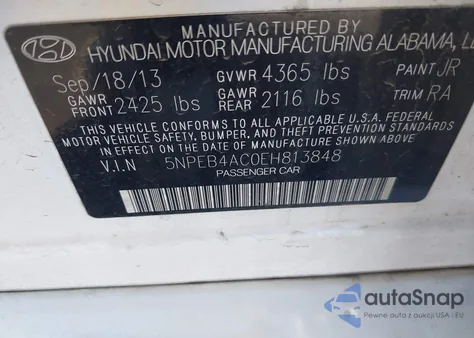 MANUFACTURED BY
HYUNDAI MOTOR MANUFACTURING ALABAMA,
Sep/18/13 GVWR 4365 lbs PAINT JR
GAWR FRONT 2425 lbs GAWR REAR 2116 lbs TRIM RA
THIS VEHICLE CONFORMS TO ALL APPLICABLE U.S.A. FEDERAL
MOTOR VEHICLE SAFETY, BUMPER, AND THEFT PREVENTION STANDARDS
IN EFFECT ON THE DATE OF MANUFACTURE SHOWN ABOVE.
V.I.N 5NPEB4AC0EH813848
PASSENGER CAR
autoSnap
Pewne auta z aukcji USA i EU